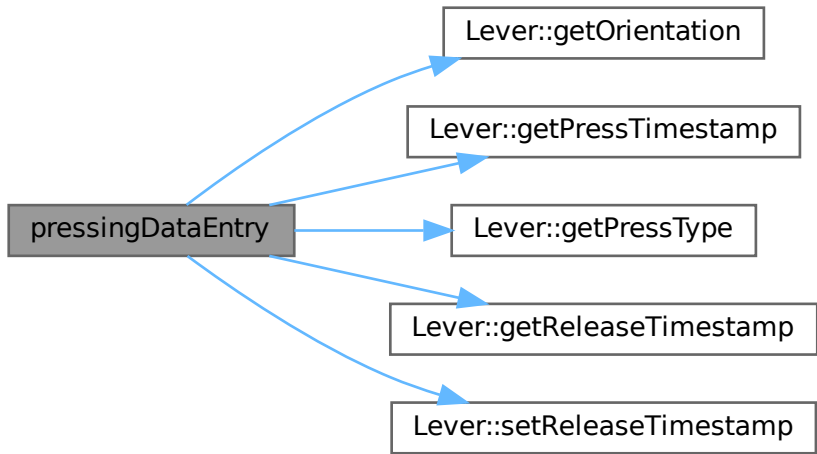 Lever::getOrientation
Lever::getPressTimestamp
pressingDataEntry
Lever::getPressType
Lever::getReleaseTimestamp
Lever::setReleaseTimestamp